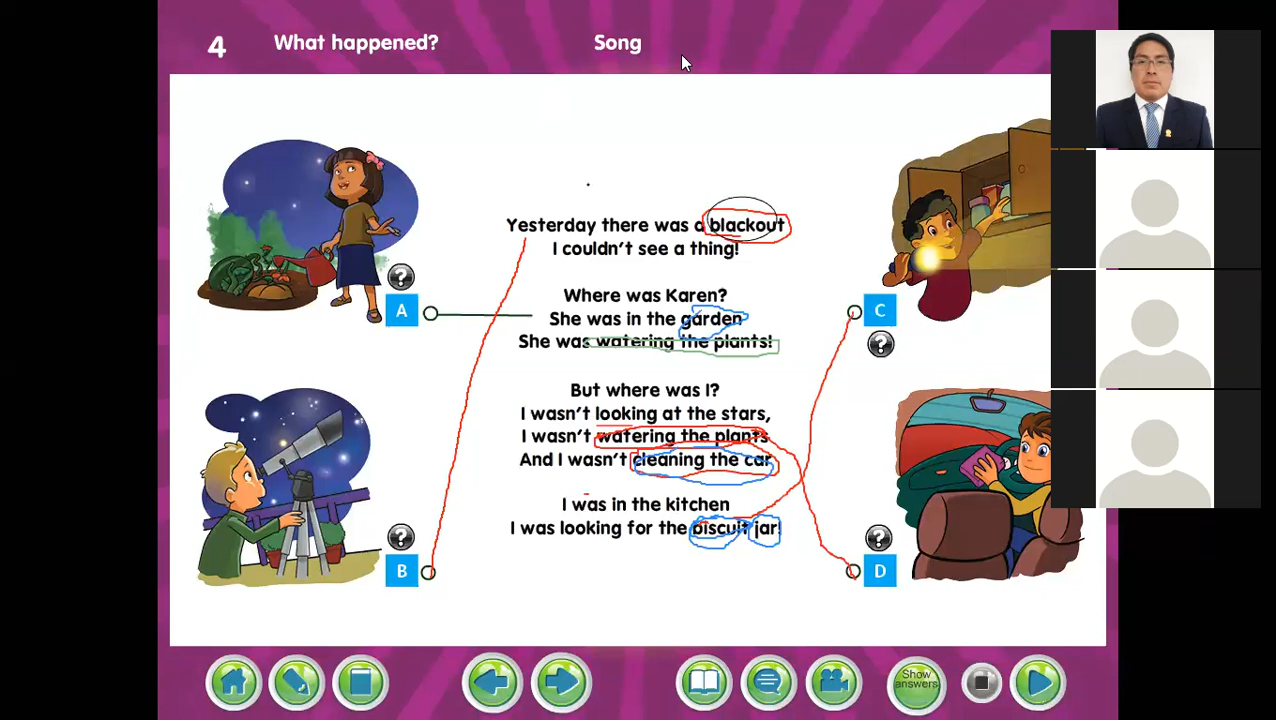 4 What happened? Song
Yesterday there was a blackout
I couldn't see a thing!
Where was Karen?
She was in the garden
She was watering the plants!
But where was I?
I wasn't looking at the stars,
I wasn't watering the plants
And I wasn't cleaning the car
I was in the kitchen
I was looking for the biscuit jar!
?
A
?
B
C
?
?
D
Show
answers